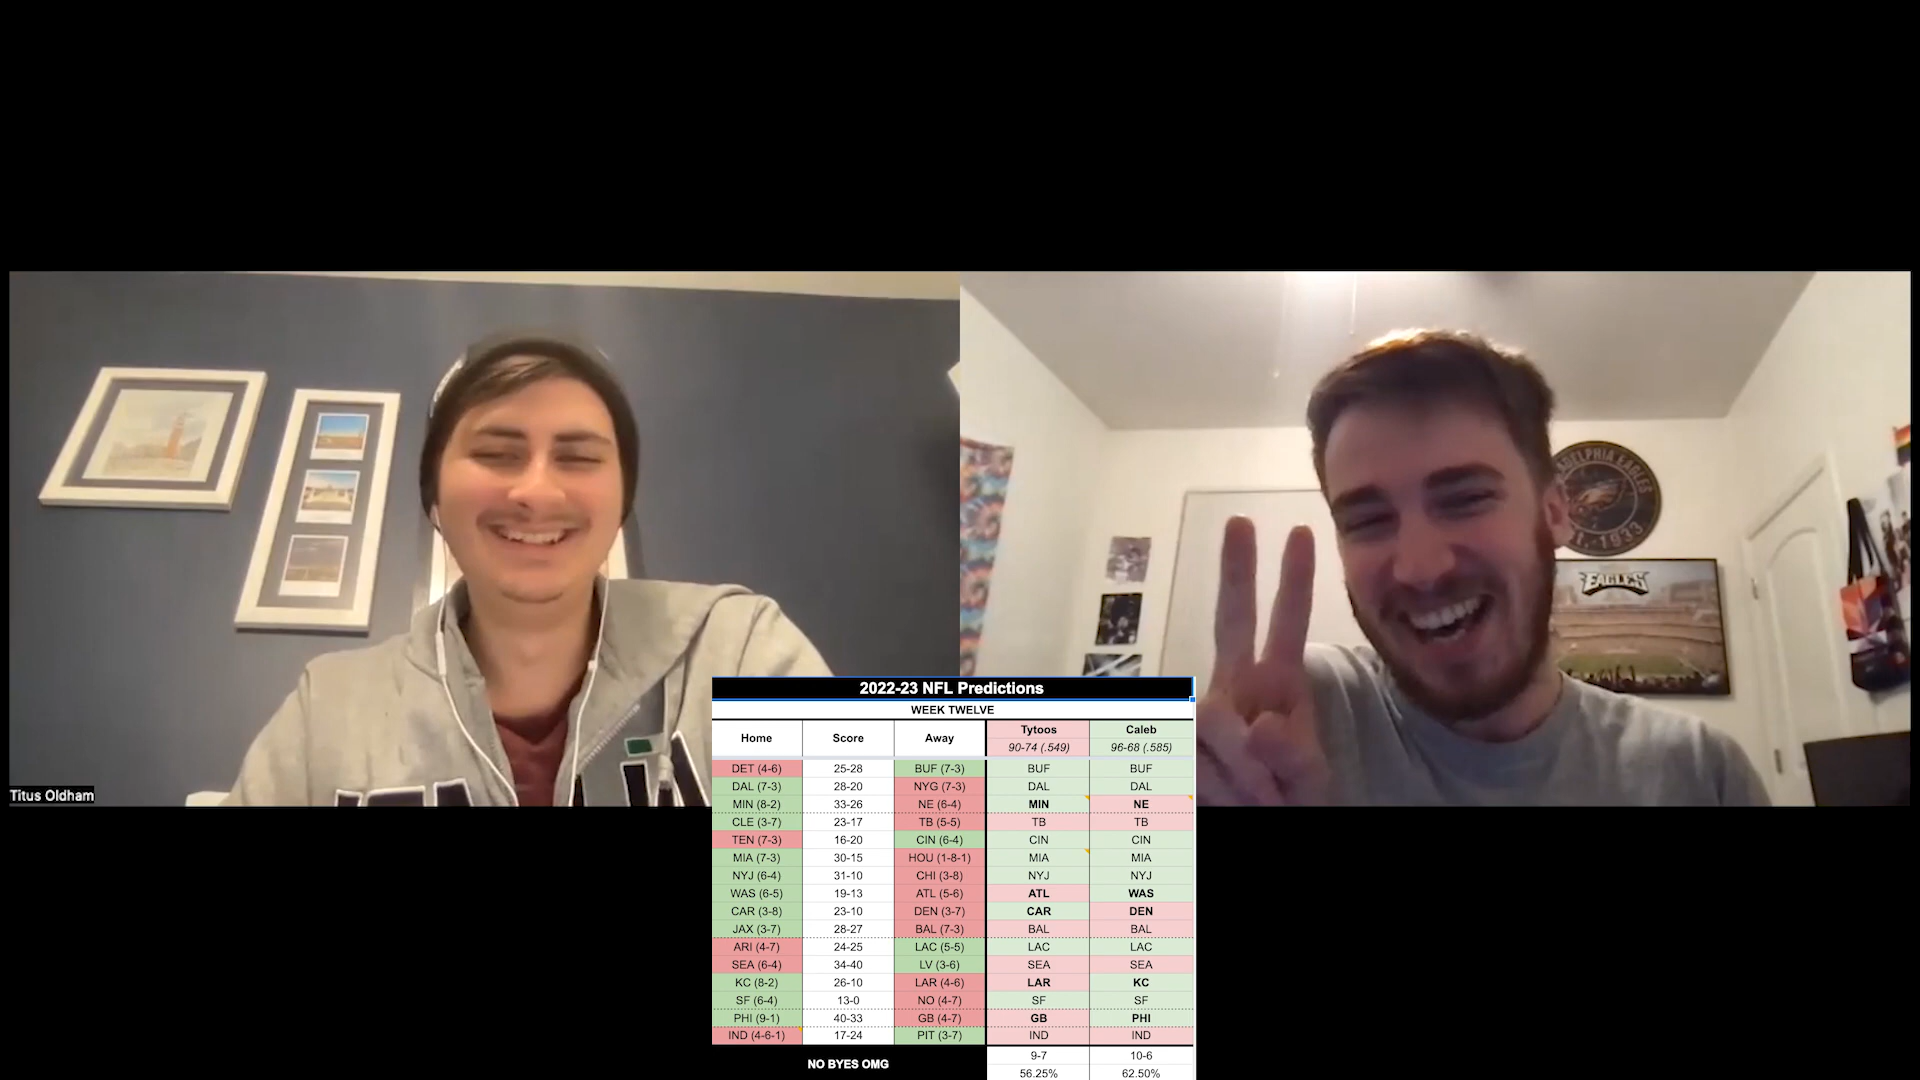 ADELPHIA EAGLES
t.-1933
EAGLES
Titus Oldham
2022-23 NFL Predictions
WEEK TWELVE
Home Score Away Tytoos Caleb
90-74 (.549) 96-68 (.585)
DET (4-6) 25-28 BUF (7-3) BUF BUF
DAL (7-3) 28-20 NYG (7-3) DAL DAL
MIN (8-2) 33-26 NE (6-4) MIN NE
CLE (3-7) 23-17 TB (5-5) TB TB
TEN (7-3) 16-20 CIN (6-4) CIN CIN
MIA (7-3) 30-15 HOU (1-8-1) MIA MIA
NYJ (6-4) 31-10 CHI (3-8) NYJ NYJ
WAS (6-5) 19-13 ATL (5-6) ATL WAS
CAR (3-8) 23-10 DEN (3-7) CAR DEN
JAX (3-7) 28-27 BAL (7-3) BAL BAL
ARI (4-7) 24-25 LAC (5-5) LAC LAC
SEA (6-4) 34-40 LV (3-6) SEA SEA
KC (8-2) 26-10 LAR (4-6) LAR KC
SF (6-4) 13-0 NO (4-7) SF SF
PHI (9-1) 40-33 GB (4-7) GB PHI
IND (4-6-1) 17-24 PIT (3-7) IND IND
NO BYES OMG 9-7 10-6
56.25% 62.50%